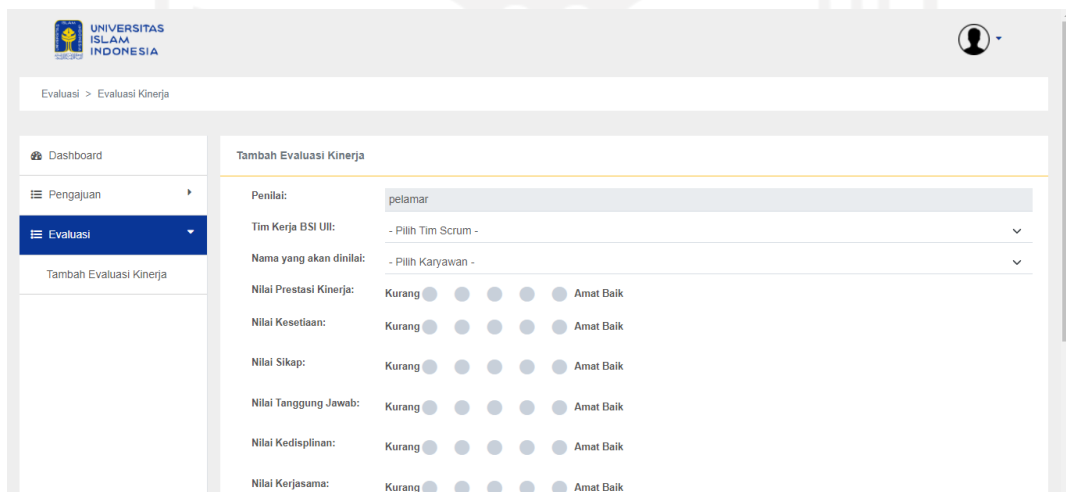 UNIVERSITAS
ISLAM
INDONESIA
Evaluasi > Evaluasi Kinerja
Dashboard
Pengajuan
Evaluasi
Tambah Evaluasi Kinerja
Tambah Evaluasi Kinerja
Penilai: pelamar
Tim Kerja BSI UII: - Pilih Tim Scrum -
Nama yang akan dinilai: - Pilih Karyawan -
Nilai Prestasi Kinerja: Kurang Amat Baik
Nilai Kesetiaan: Kurang Amat Baik
Nilai Sikap: Kurang Amat Baik
Nilai Tanggung Jawab: Kurang Amat Baik
Nilai Kedisplinan: Kurang Amat Baik
Nilai Kerjasama: Kurang Amat Baik